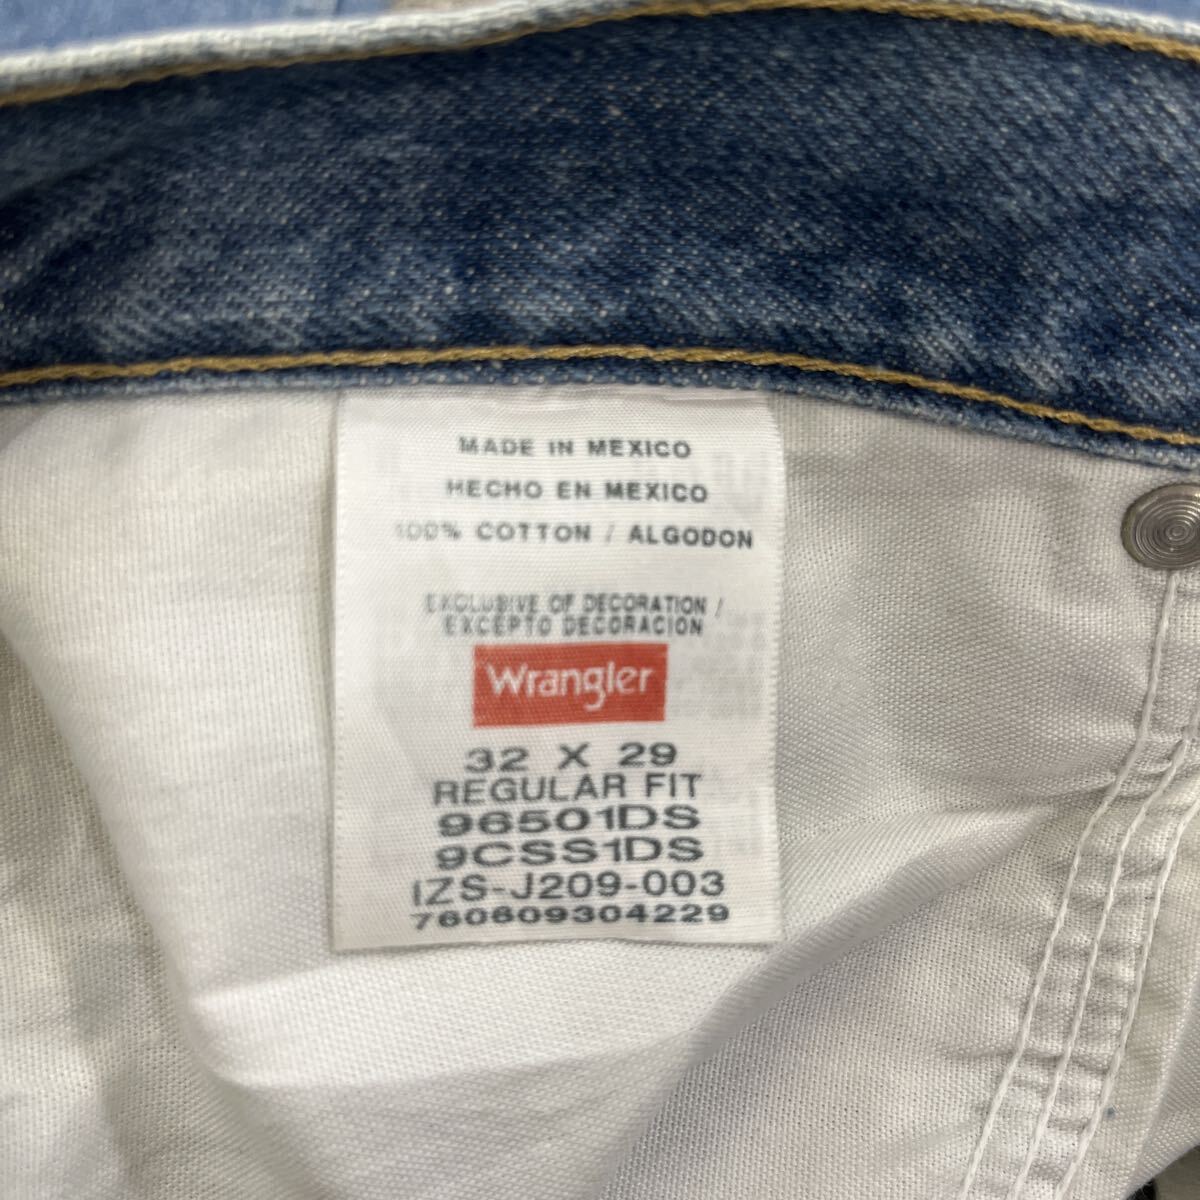 MADE IN MEXICO
HECHO EN MEXICO
100% COTTON / ALGODON
EXCLUSIVE OF DECORATION /
EXCEPTO DECORACION
Wrangler
32 X 29
REGULAR FIT
96501DS
9CSS1DS
IZS-J209-003
760609304229